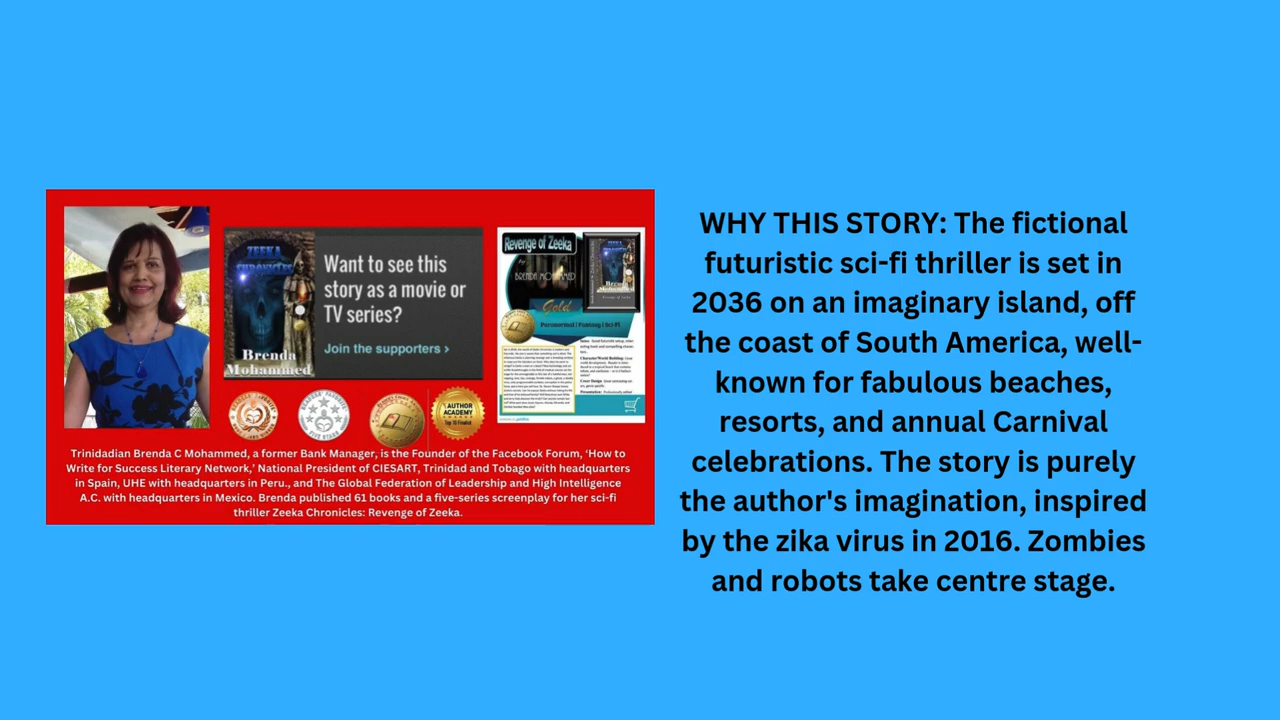 ZEEKA
CHRONICLES
Brenda
Mohammed
Want to see this
story as a movie or
TV series?
Join the supporters ›
Revenge of Zeeka
by
BRENDA MOHAMMED
Gold
Paranormal | Fantasy | Sci-Fi
AUTHOR
ACADEMY
AWARDS
Top 10 Finalist
Trinidadian Brenda C Mohammed, a former Bank Manager, is the Founder of the Facebook Forum, ‘How to
Write for Success Literary Network,’ National President of CIESART, Trinidad and Tobago with headquarters
in Spain, UHE with headquarters in Peru., and The Global Federation of Leadership and High Intelligence
A.C. with headquarters in Mexico. Brenda published 61 books and a five-series screenplay for her sci-fi
thriller Zeeka Chronicles: Revenge of Zeeka.
WHY THIS STORY: The fictional
futuristic sci-fi thriller is set in
2036 on an imaginary island, off
the coast of South America, well-
known for fabulous beaches,
resorts, and annual Carnival
celebrations. The story is purely
the author's imagination, inspired
by the zika virus in 2016. Zombies
and robots take centre stage.